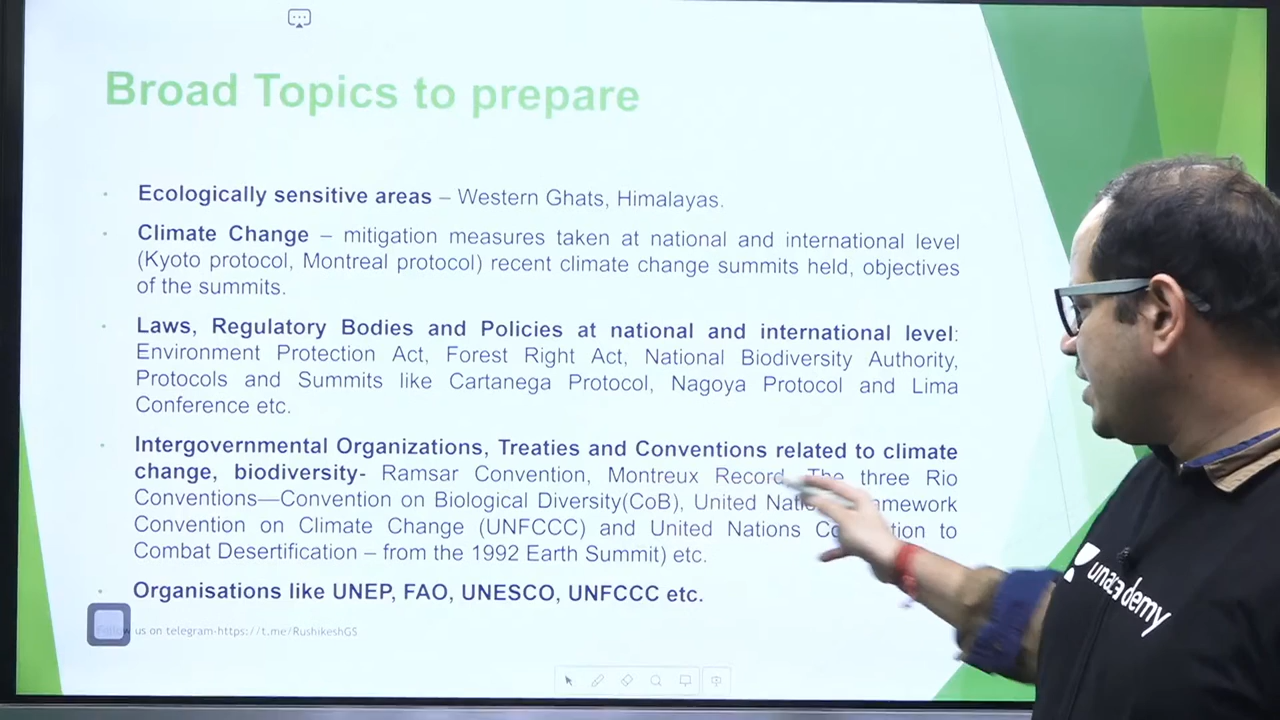 Broad Topics to prepare
• Ecologically sensitive areas – Western Ghats, Himalayas.
• Climate Change – mitigation measures taken at national and international level
(Kyoto protocol, Montreal protocol) recent climate change summits held, objectives
of the summits.
• Laws, Regulatory Bodies and Policies at national and international level:
Environment Protection Act, Forest Right Act, National Biodiversity Authority,
Protocols and Summits like Cartanega Protocol, Nagoya Protocol and Lima
Conference etc.
• Intergovernmental Organizations, Treaties and Conventions related to climate
change, biodiversity- Ramsar Convention, Montreux Record, The three Rio
Conventions—Convention on Biological Diversity(CoB), United
Convention on Climate Change (UNFCCC) and United Nations to
Combat Desertification – from the 1992 Earth Summit) etc.
• Organisations like UNEP, FAO, UNESCO, UNFCCC etc.
Follow us on telegram-https://t.me/RushikeshGS
unacademy